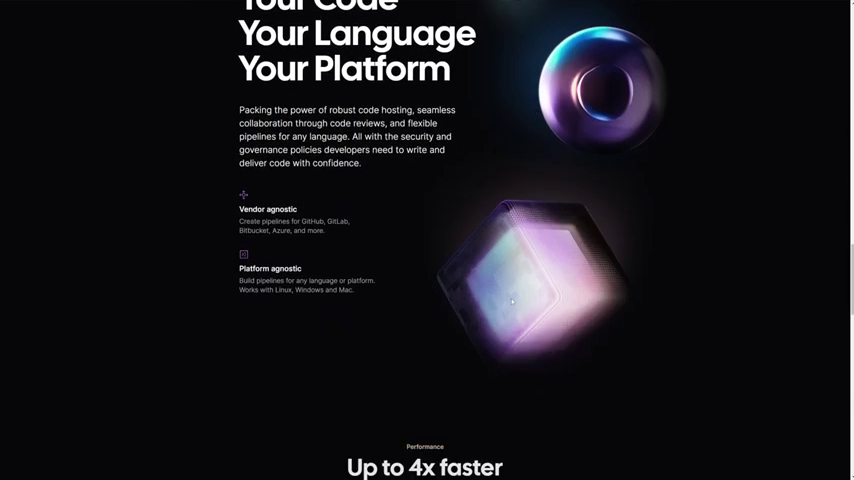 Your Code
Your Language
Your Platform
Packing the power of robust code hosting, seamless
collaboration through code reviews, and flexible
pipelines for any language. All with the security and
governance policies developers need to write and
deliver code with confidence.
Vendor agnostic
Create pipelines for GitHub, GitLab,
Bitbucket, Azure, and more.
Platform agnostic
Build pipelines for any language or platform.
Works with Linux, Windows and Mac.
Performance
Up to 4x faster